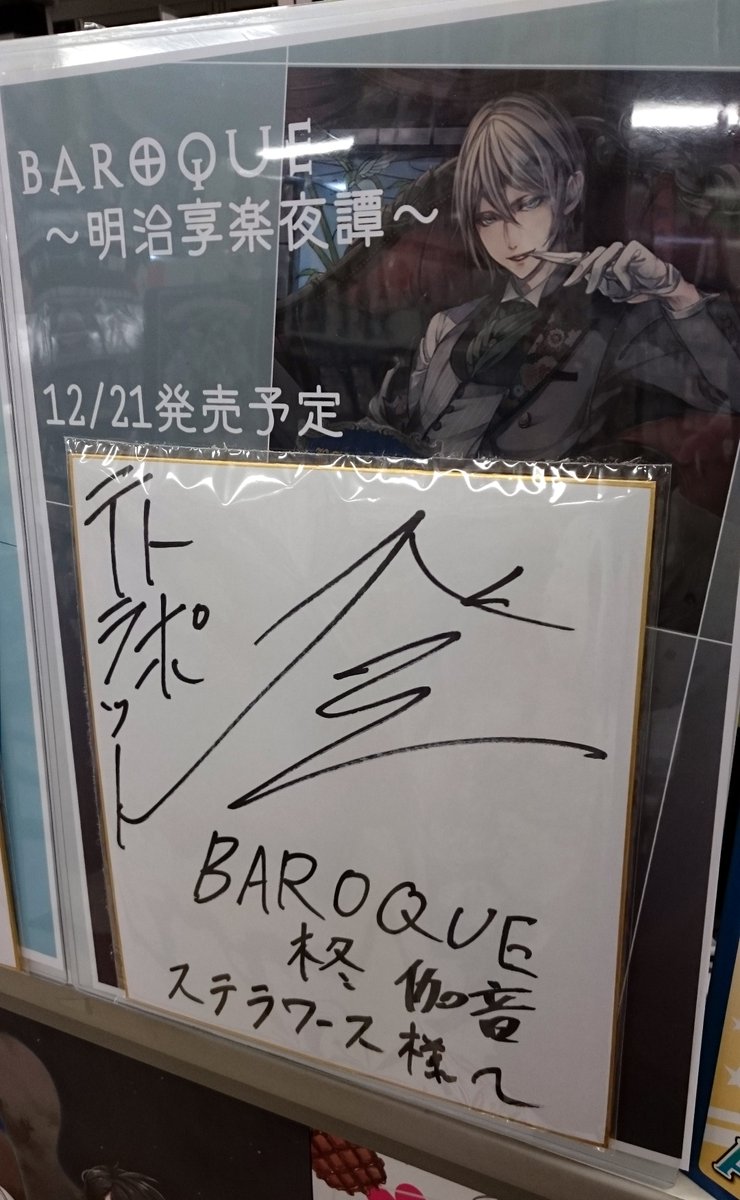 BAROQUE
～明治享楽夜譚～
12/21発売予定
テトラポット
BAROQUE
柊 伽音
ステラワース様へ